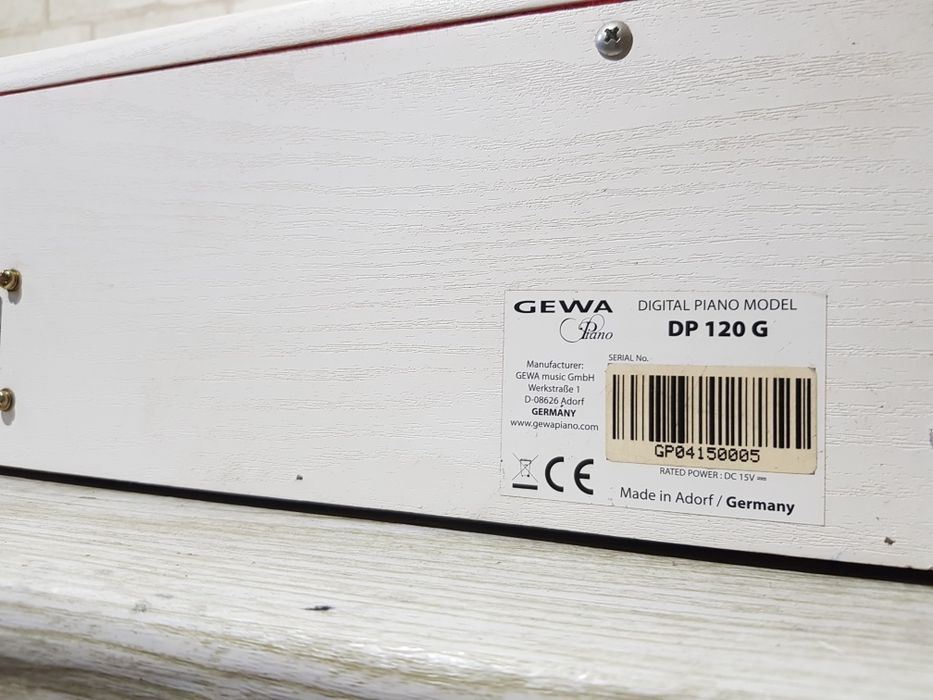 GEWA
Piano
DIGITAL PIANO MODEL
DP 120 G
Manufacturer:
GEWA music GmbH
Werkstraße 1
D-08626 Adorf
GERMANY
www.gewapiano.com
SERIAL No.
GP04150005
RATED POWER : DC 15V
CE
Made in Adorf / Germany